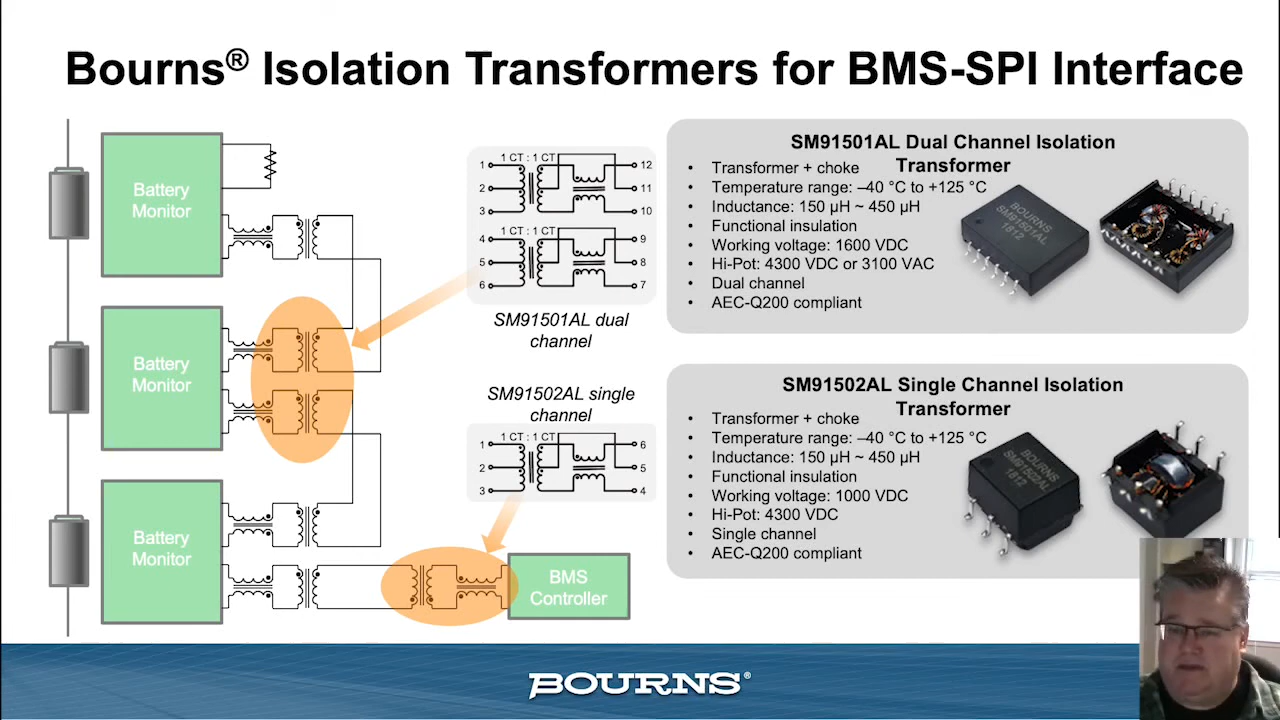 Bourns® Isolation Transformers for BMS-SPI Interface
Battery
Monitor
Battery
Monitor
Battery
Monitor
1 CT : 1 CT
1
2
3
12
11
10
1 CT : 1 CT
4
5
6
9
8
7
SM91501AL dual
channel
SM91502AL single
channel
1 CT : 1 CT
1
2
3
6
5
4
BMS
Controller
SM91501AL Dual Channel Isolation
Transformer
• Transformer + choke
• Temperature range: –40 °C to +125 °C
• Inductance: 150 µH ~ 450 µH
• Functional insulation
• Working voltage: 1600 VDC
• Hi-Pot: 4300 VDC or 3100 VAC
• Dual channel
• AEC-Q200 compliant
BOURNS
SM91501AL
1812
SM91502AL Single Channel Isolation
Transformer
• Transformer + choke
• Temperature range: –40 °C to +125 °C
• Inductance: 150 µH ~ 450 µH
• Functional insulation
• Working voltage: 1000 VDC
• Hi-Pot: 4300 VDC
• Single channel
• AEC-Q200 compliant
BOURNS
SM91502AL
1812
BOURNS®